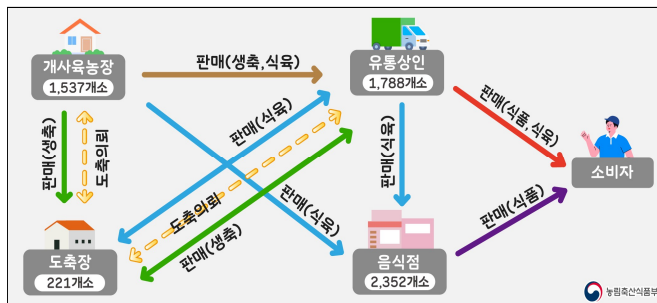 개사육농장
1,537개소
판매(생축,식육)
유통상인
1,788개소
판매(생축)
도축의뢰
판매(식육)
도축의뢰
판매(생축)
판매(식육)
판매(식육)
판매(식품,식육)
소비자
판매(식품)
도축장
221개소
음식점
2,352개소
농림축산식품부